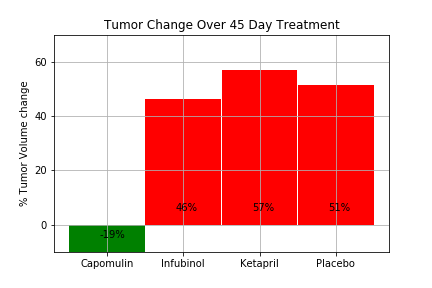 Tumor Change Over 45 Day Treatment
% Tumor Volume change
60
40
20
0
46%
57%
51%
-19%
Capomulin
Infubinol
Ketapril
Placebo